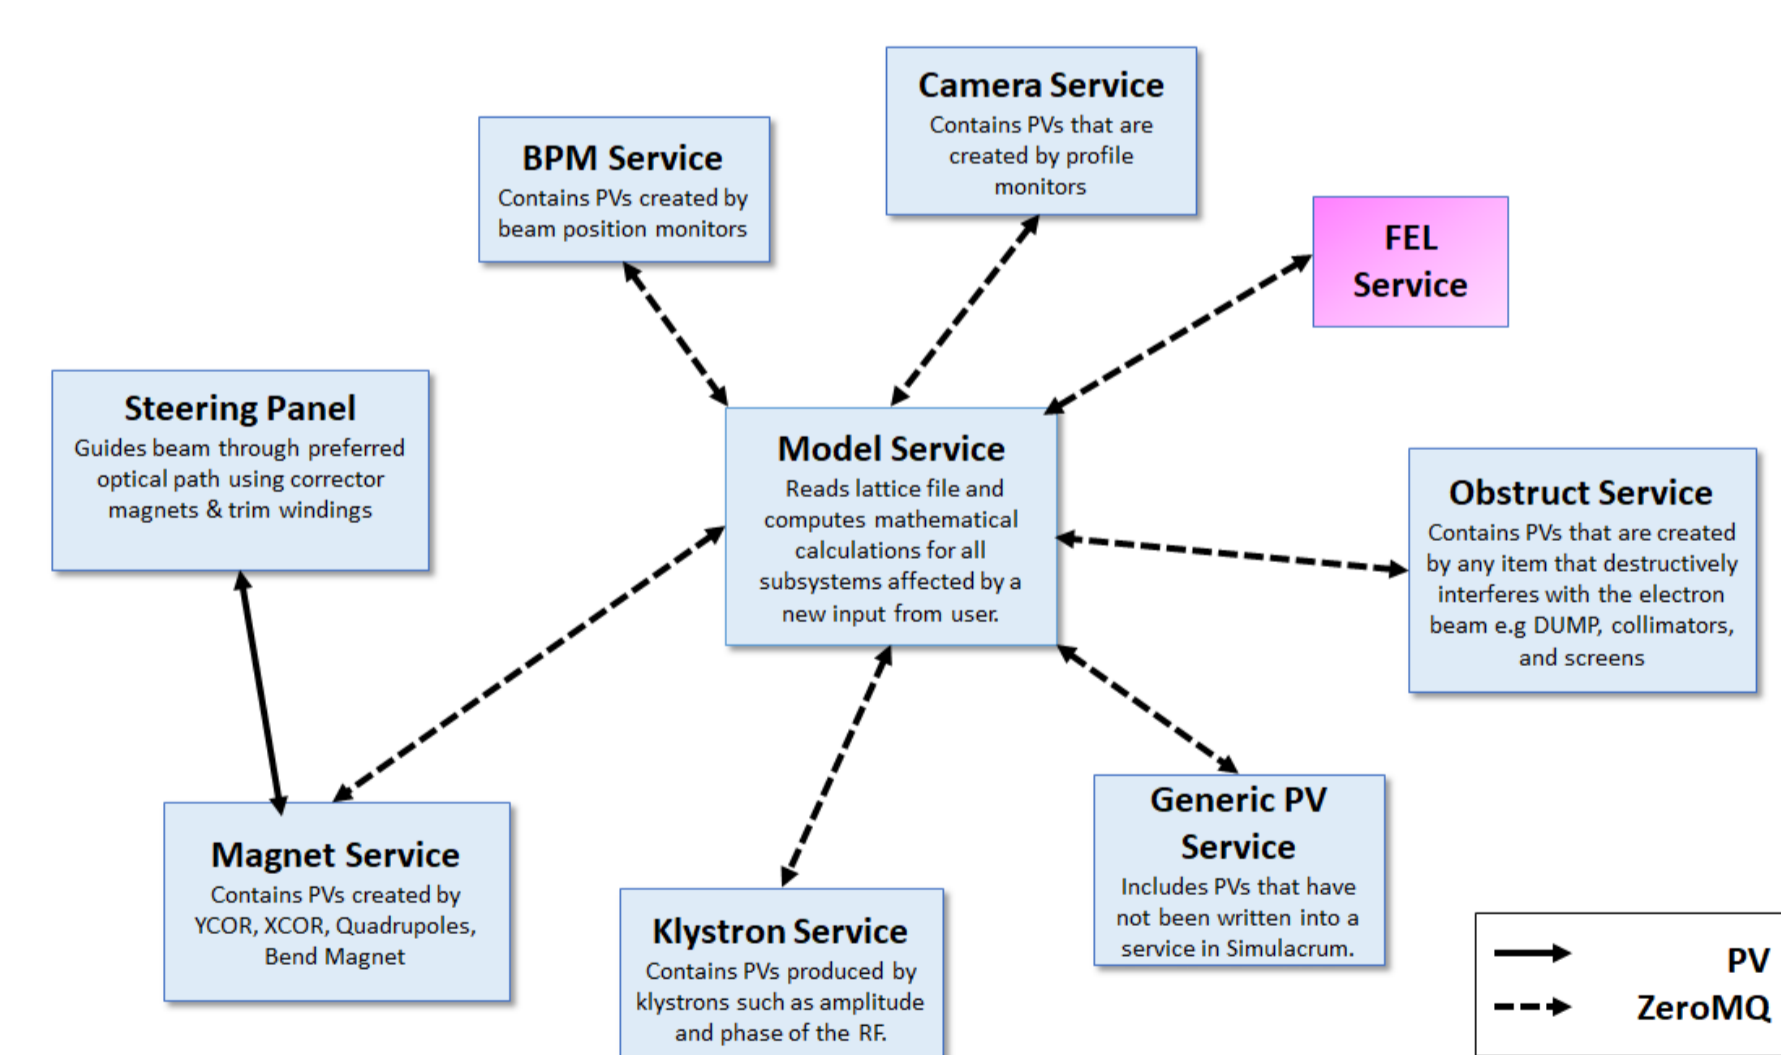 Camera Service
Contains PVs that are
created by profile
monitors
BPM Service
Contains PVs created by
beam position monitors
FEL
Service
Steering Panel
Guides beam through preferred
optical path using corrector
magnets & trim windings
Model Service
Reads lattice file and
computes mathematical
calculations for all
subsystems affected by a
new input from user.
Obstruct Service
Contains PVs that are created
by any item that destructively
interferes with the electron
beam e.g DUMP, collimators,
and screens
Magnet Service
Contains PVs created by
YCOR, XCOR, Quadrupoles,
Bend Magnet
Klystron Service
Contains PVs produced by
klystrons such as amplitude
and phase of the RF.
Generic PV
Service
Includes PVs that have
not been written into a
service in Simulacrum.
PV
ZeroMQ